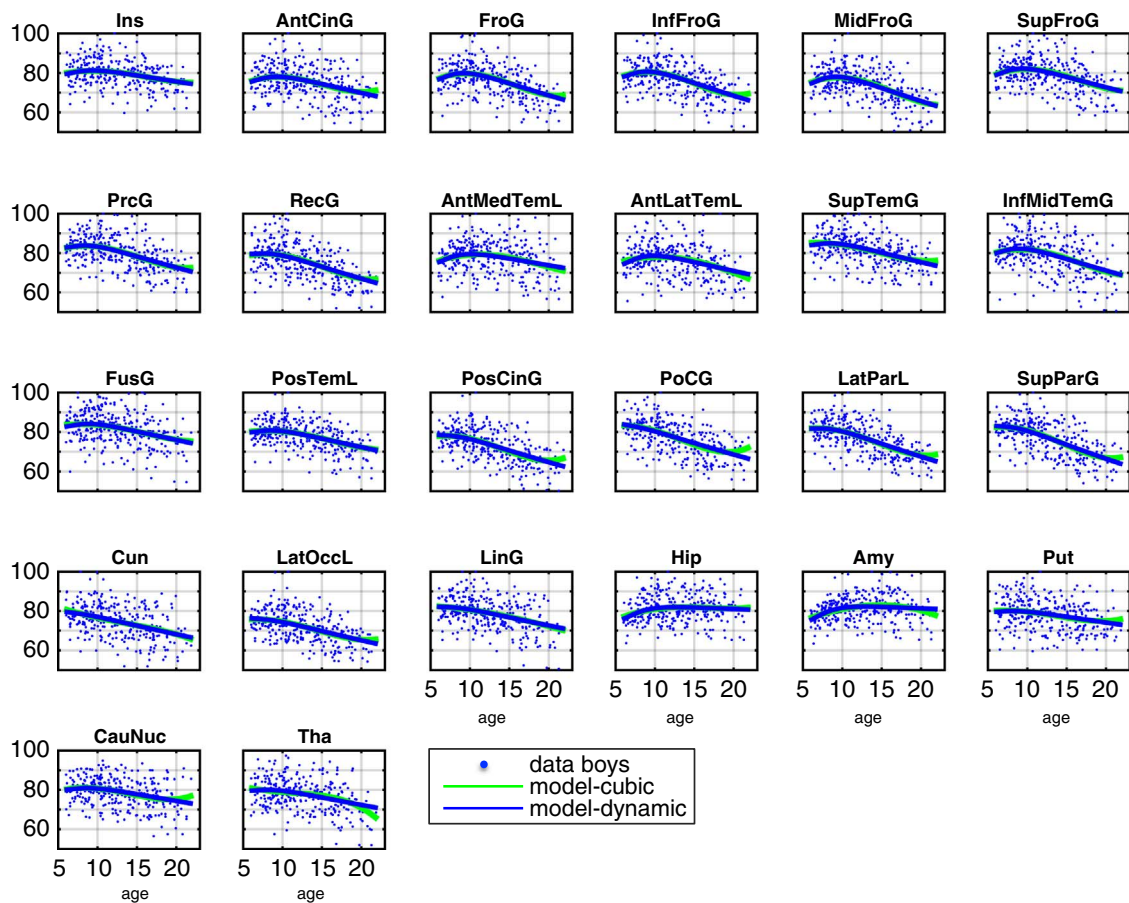 Ins AntCinG FroG InfFroG MidFroG SupFroG
100
80
60
PrcG RecG AntMedTemL AntLatTemL SupTemG InfMidTemG
100
80
60
FusG PosTemL PosCinG PoCG LatParL SupParG
100
80
60
Cun LatOccL LinG Hip Amy Put
100
80
60
5 10 15 20 5 10 15 20 5 10 15 20 5 10 15 20
age age age age
CauNuc Tha
100
80
60
5 10 15 20 5 10 15 20
age age
data boys
model-cubic
model-dynamic